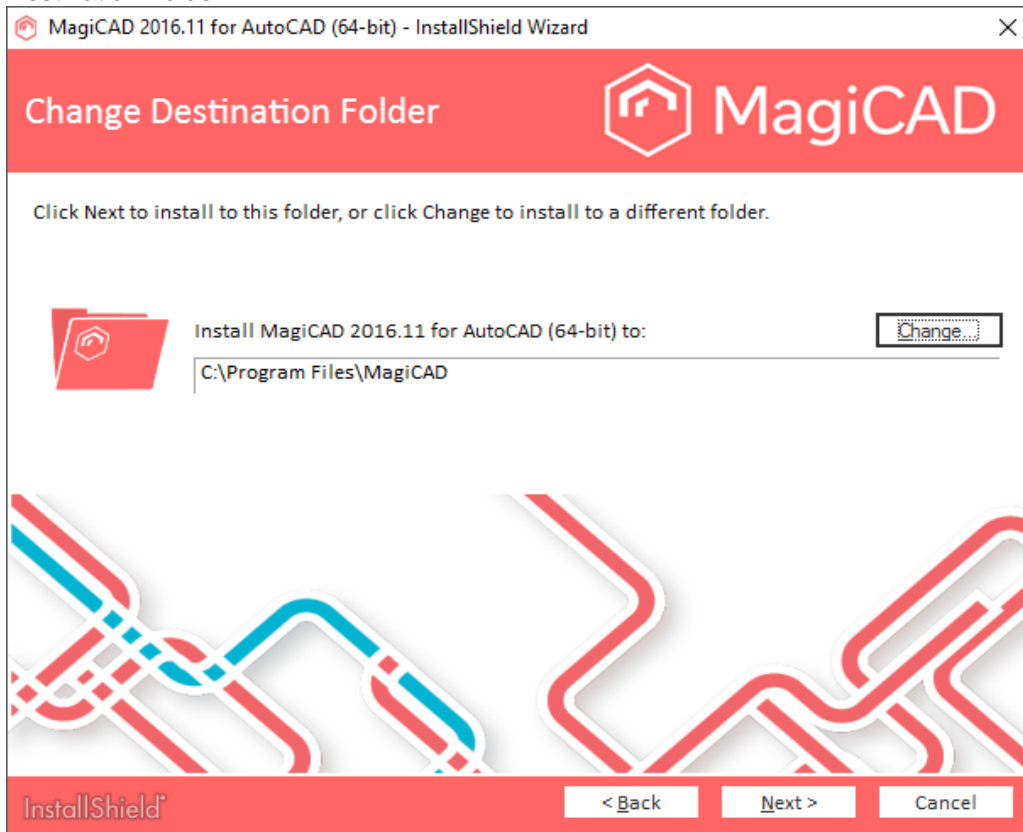 MagiCAD 2016.11 for AutoCAD (64-bit) - InstallShield Wizard
Change Destination Folder
MagiCAD
Click Next to install to this folder, or click Change to install to a different folder.
Install MagiCAD 2016.11 for AutoCAD (64-bit) to:
Change...
C:\Program Files\MagiCAD
InstallShield
< Back
Next >
Cancel